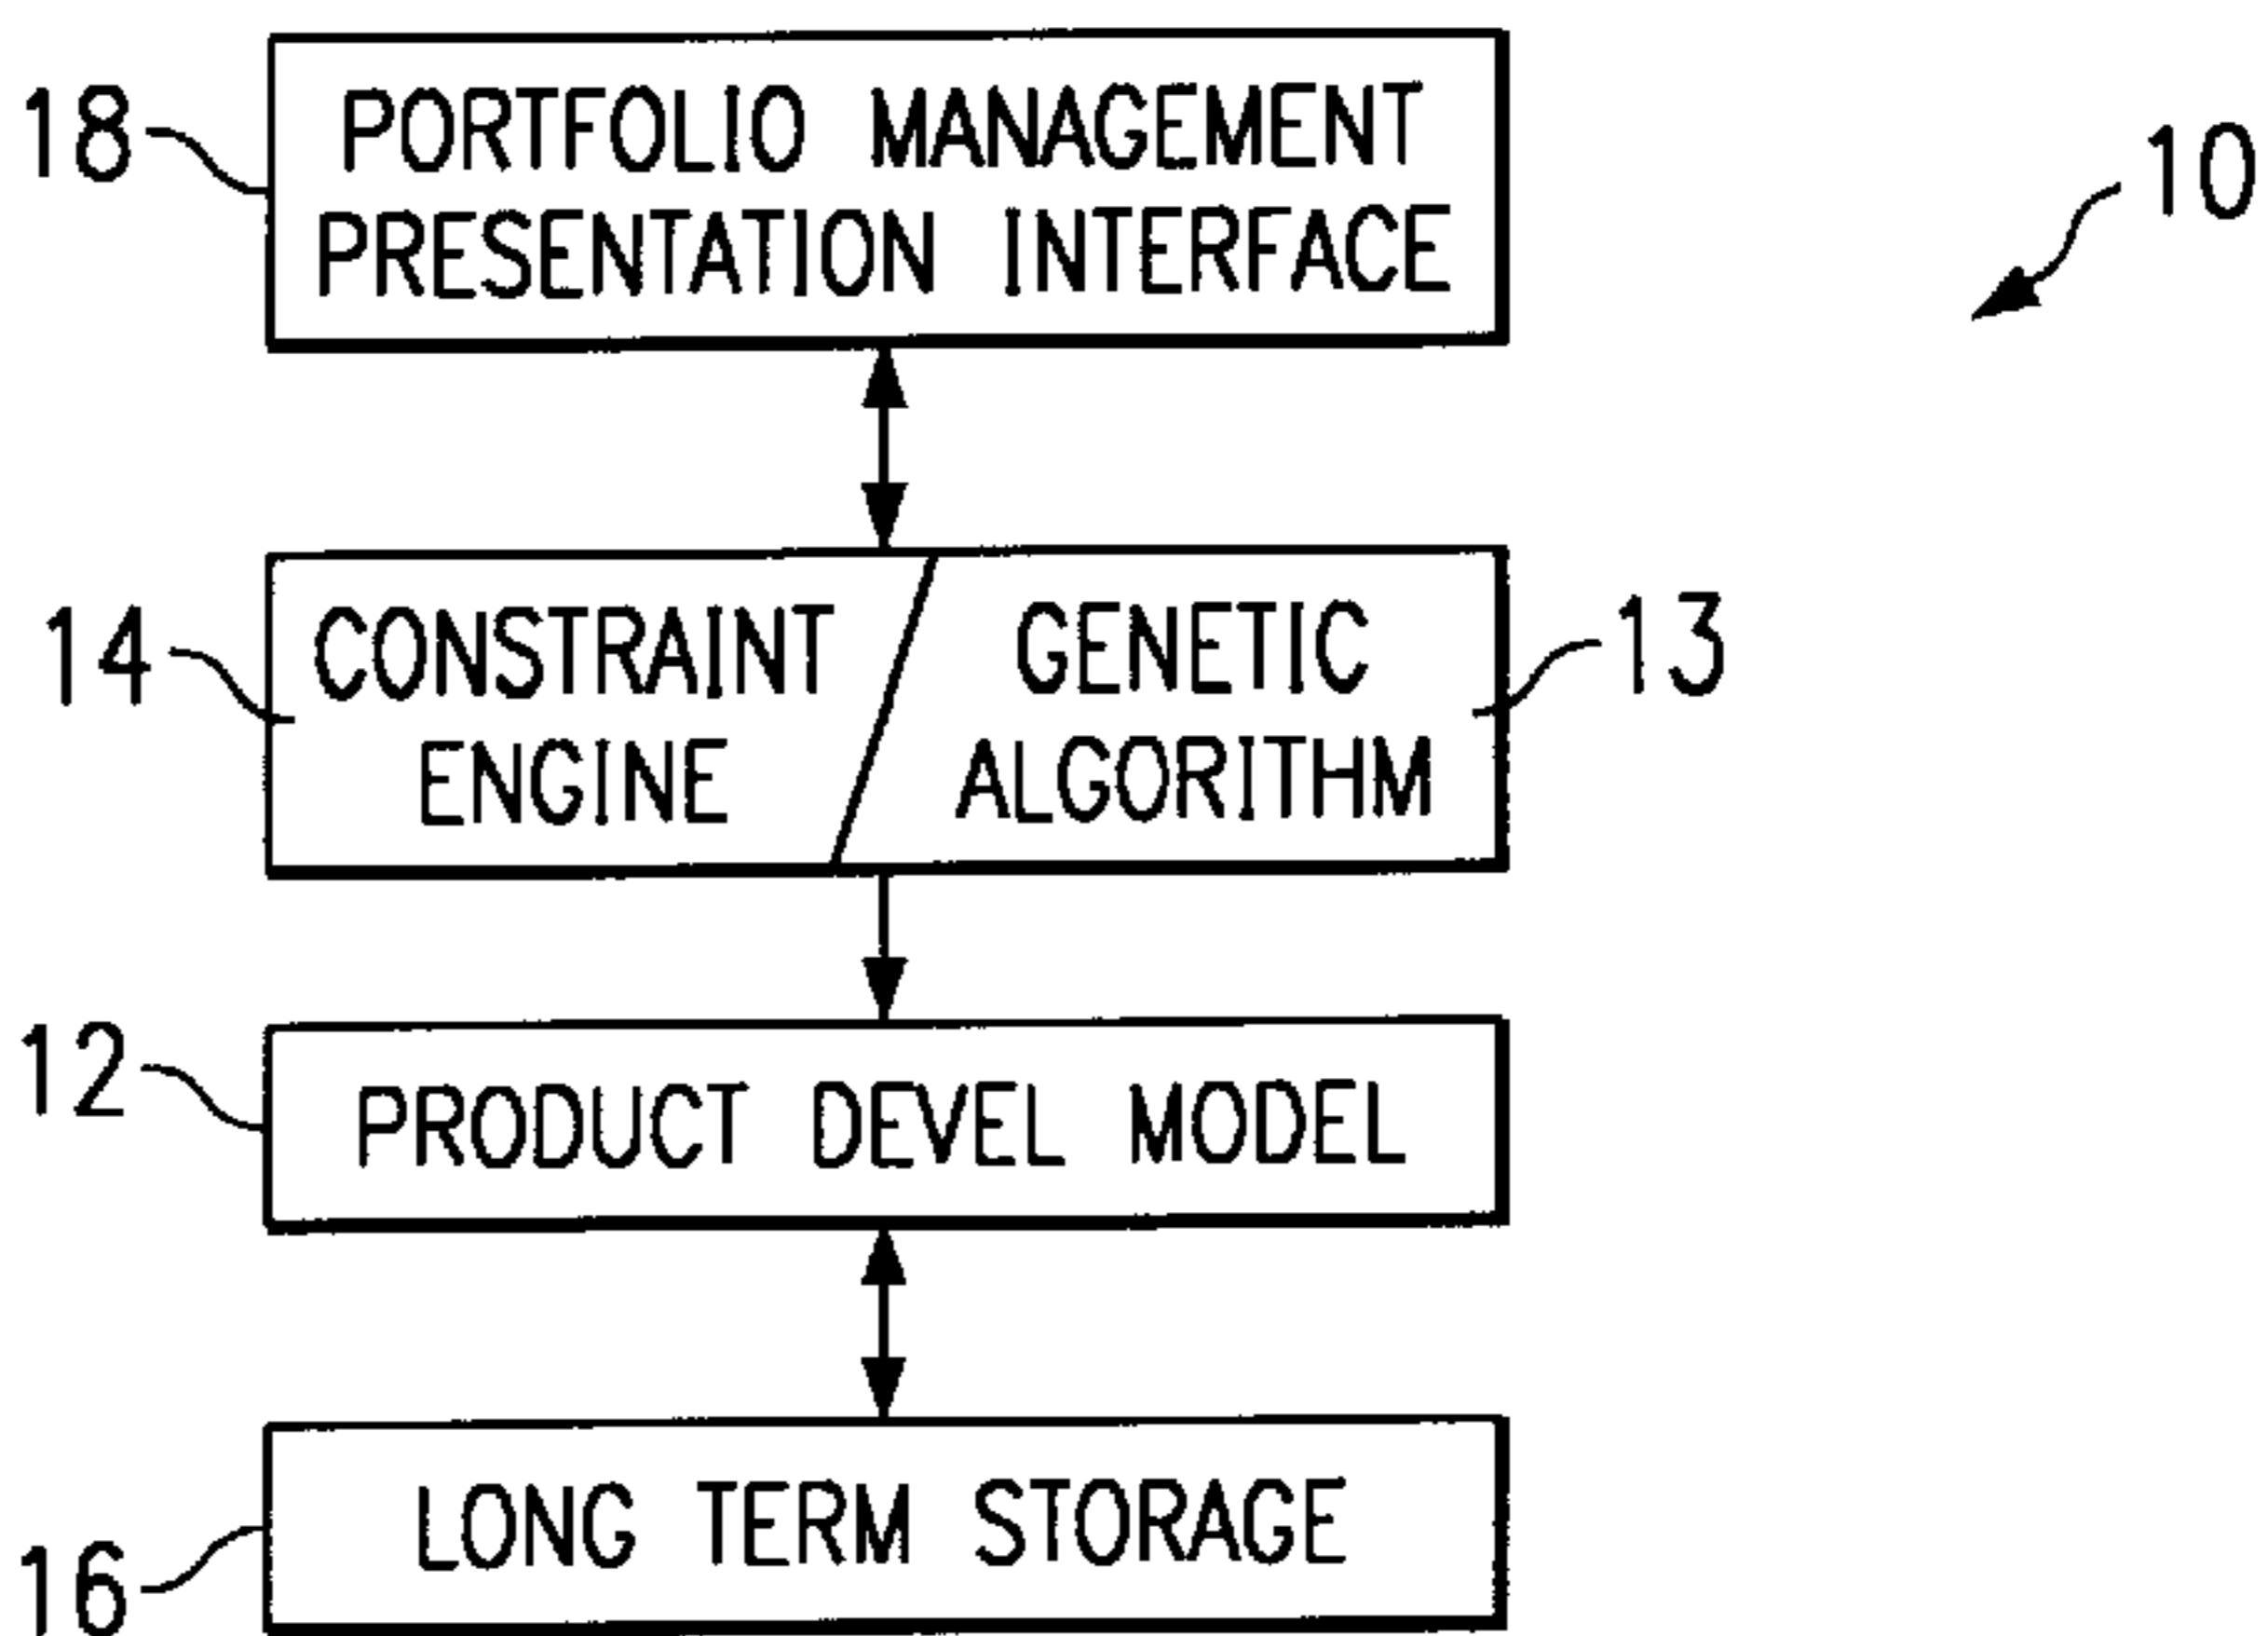 18
PORTFOLIO MANAGEMENT
PRESENTATION INTERFACE
10
14
CONSTRAINT
ENGINE
GENETIC
ALGORITHM
13
12
PRODUCT DEVEL MODEL
16
LONG TERM STORAGE